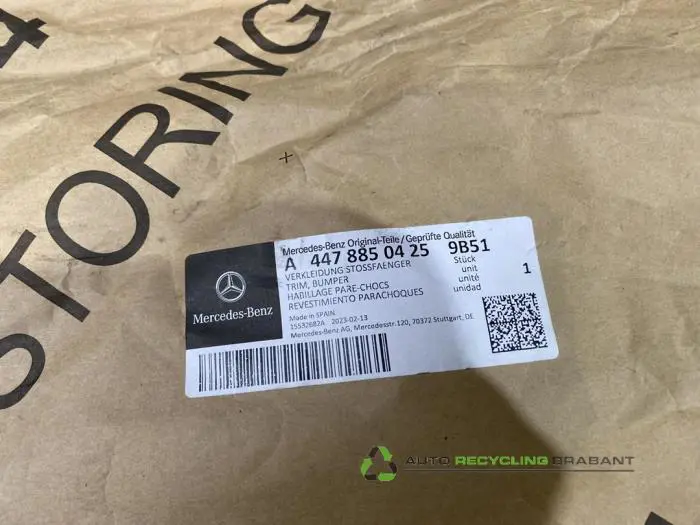 4
STORING
Mercedes-Benz Original-Teile/Geprüfte Qualität
A 447 885 04 25 9B51
VERKLEIDUNG STOSSFAENGER Stück
TRIM, BUMPER unit 1
HABILLAGE PARE-CHOCS unité
REVESTIMIENTO PARACHOQUES unidad
Made in SPAIN
15532682A 2023-02-13
Mercedes-Benz AG, Mercedesstr.120, 70372 Stuttgart, DE
Mercedes-Benz
AUTO RECYCLING BRABANT